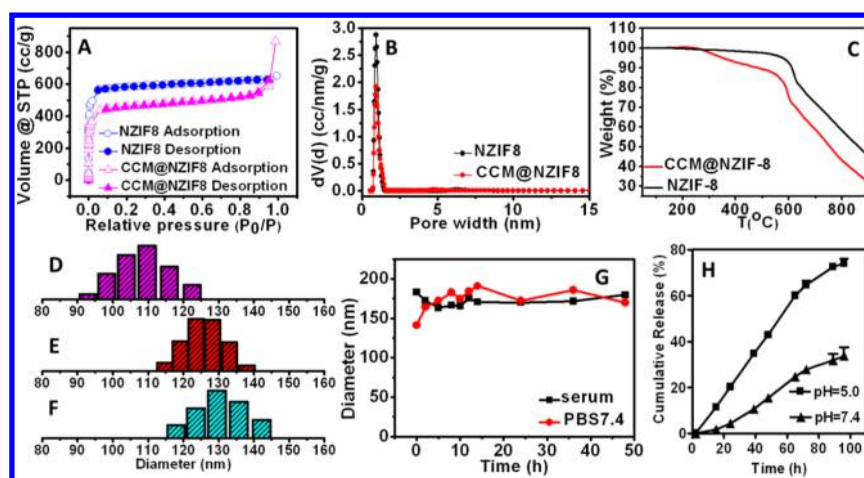 A
Volume @ STP (cc/g)
800
600
400
200
0
NZIF8 Adsorption
NZIF8 Desorption
CCM@NZIF8 Adsorption
CCM@NZIF8 Desorption
0.0 0.2 0.4 0.6 0.8 1.0
Relative pressure (P0/P)
B
dV(d) (cc/nm/g)
3.0
2.5
2.0
1.5
1.0
0.5
0.0
NZIF8
CCM@NZIF8
0 5 10 15
Pore width (nm)
C
Weight (%)
100
90
80
70
60
50
40
30
CCM@NZIF-8
NZIF-8
0 200 400 600 800
T(°C)
D
80 90 100 110 120 130 140 150 160
E
80 90 100 110 120 130 140 150 160
F
80 90 100 110 120 130 140 150 160
Diameter (nm)
G
Diameter (nm)
200
150
100
50
0
serum
PBS7.4
0 10 20 30 40 50
Time (h)
H
Cumulative Release (%)
80
60
40
20
0
pH=5.0
pH=7.4
0 20 40 60 80 100
Time (h)